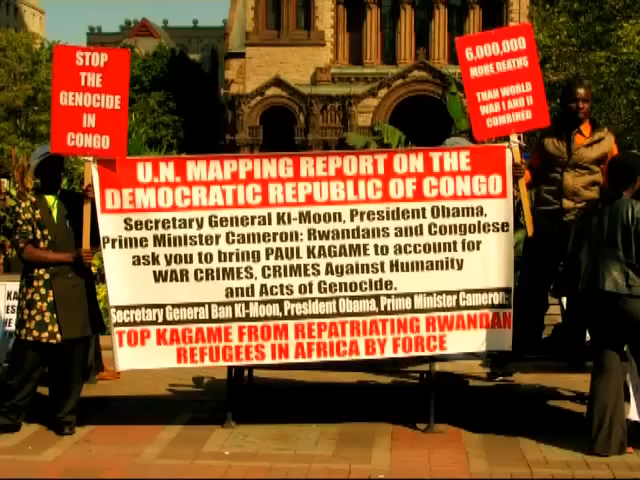 STOP
THE
GENOCIDE
IN
CONGO
6,000,000
MORE DEATHS
THAN WORLD
WAR I AND II
COMBINED
U.N. MAPPING REPORT ON THE
DEMOCRATIC REPUBLIC OF CONGO
Secretary General Ki-Moon, President Obama,
Prime Minister Cameron: Rwandans and Congolese
ask you to bring PAUL KAGAME to account for
WAR CRIMES, CRIMES Against Humanity
and Acts of Genocide.
Secretary General Ban Ki-Moon, President Obama, Prime Minister Cameron:
TOP KAGAME FROM REPATRIATING RWANDAN
REFUGEES IN AFRICA BY FORCE